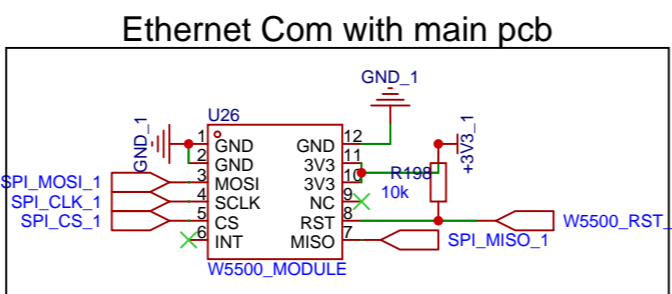 Ethernet Com with main pcb
GND_1
U26
GND_1
+3V3_1
1 GND GND 12
2 GND 3V3 11
SPI_MOSI_1 3 MOSI 3V3 10 R198
SPI_CLK_1 4 SCLK NC 9 10k
SPI_CS_1 5 CS RST 8 W5500_RST_
6 INT MISO 7 SPI_MISO_1
W5500_MODULE